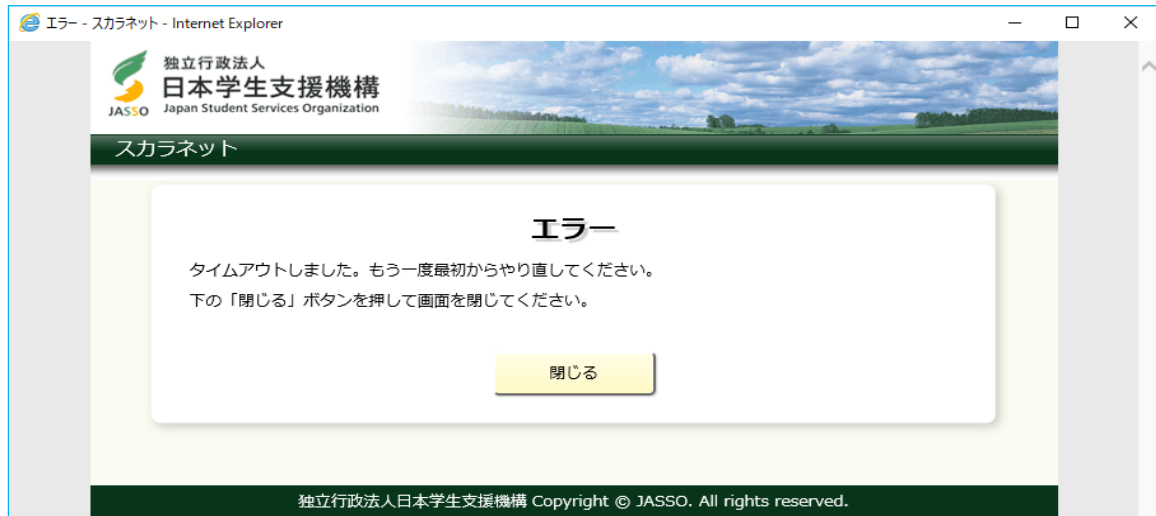 エラー - スカラネット - Internet Explorer
独立行政法人
日本学生支援機構
JASSO Japan Student Services Organization
スカラネット
エラー
タイムアウトしました。もう一度最初からやり直してください。
下の「閉じる」ボタンを押して画面を閉じてください。
閉じる
独立行政法人日本学生支援機構 Copyright © JASSO. All rights reserved.